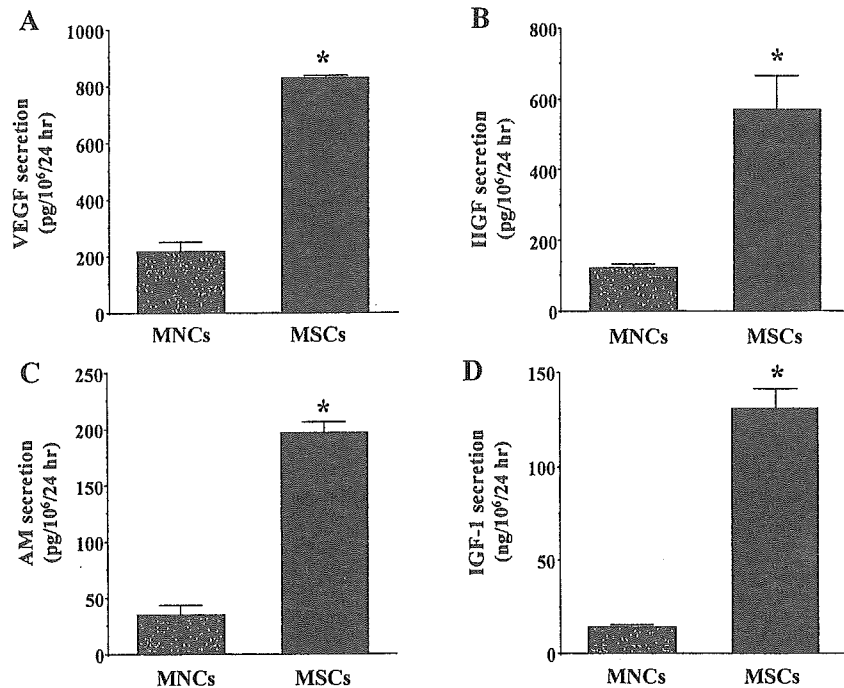 A
VEGF secretion
(pg/10⁶/24 hr)
1000
800
600
400
200
0
*
MNCs MSCs
B
HGF secretion
(pg/10⁶/24 hr)
800
600
400
200
0
*
MNCs MSCs
C
AM secretion
(pg/10⁶/24 hr)
250
200
150
100
50
0
*
MNCs MSCs
D
IGF-1 secretion
(ng/10⁶/24 hr)
150
100
50
0
*
MNCs MSCs